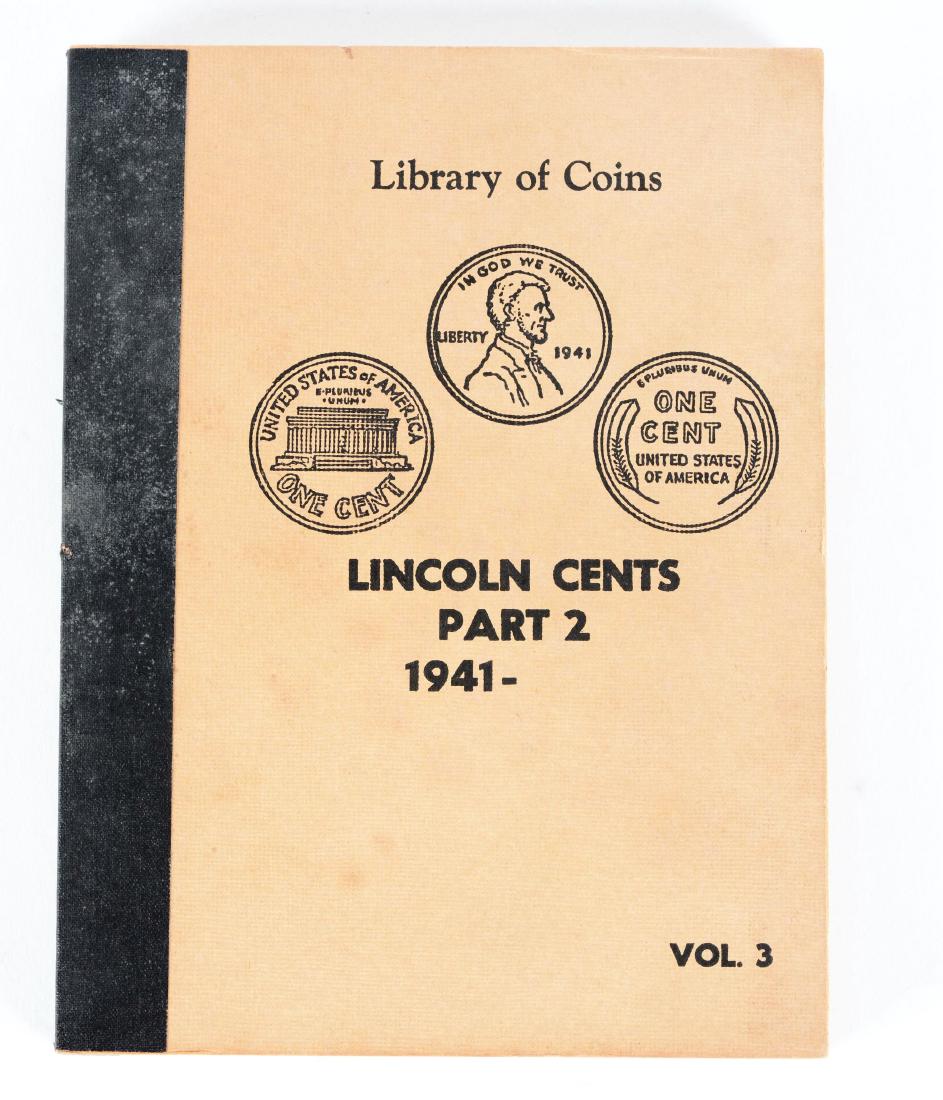 Library of Coins
IN GOD WE TRUST
LIBERTY
1941
UNITED STATES OF AMERICA
E·PLURIBUS
·UNUM·
ONE CENT
E·PLURIBUS UNUM
ONE
CENT
UNITED STATES
OF AMERICA
LINCOLN CENTS
PART 2
1941-
VOL. 3